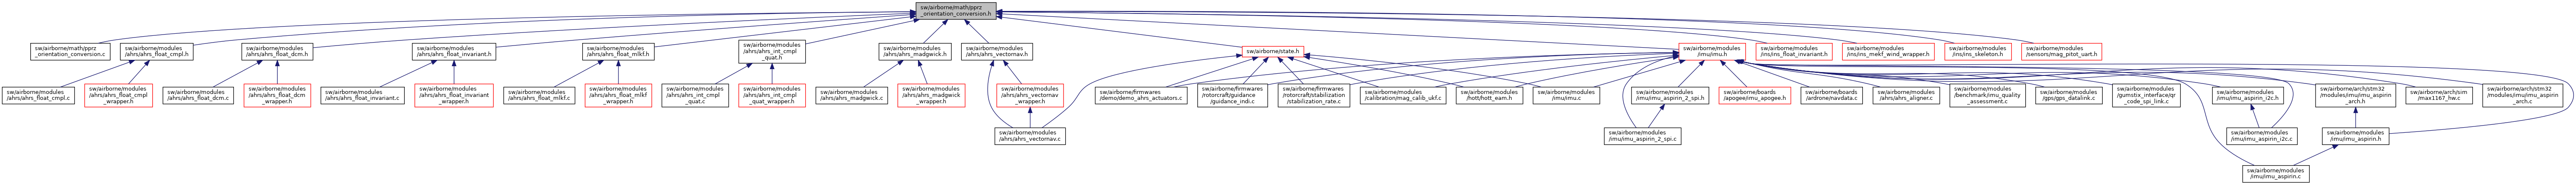 sw/airborne/math/pprz
_orientation_conversion.h
sw/airborne/math/pprz
_orientation_conversion.c
sw/airborne/modules
/ahrs/ahrs_float_cmpl.h
sw/airborne/modules
/ahrs/ahrs_float_dcm.h
sw/airborne/modules
/ahrs/ahrs_float_invariant.h
sw/airborne/modules
/ahrs/ahrs_float_mlkf.h
sw/airborne/modules
/ahrs/ahrs_int_cmpl
_quat.h
sw/airborne/modules
/ahrs/ahrs_madgwick.h
sw/airborne/modules
/ahrs/ahrs_vectornav.h
sw/airborne/state.h
sw/airborne/modules
/imu/imu.h
sw/airborne/modules
/ins/ins_float_invariant.h
sw/airborne/modules
/ins/ins_mekf_wind_wrapper.h
sw/airborne/modules
/ins/ins_skeleton.h
sw/airborne/modules
/sensors/mag_pitot_uart.h
sw/airborne/modules
/ahrs/ahrs_float_cmpl.c
sw/airborne/modules
/ahrs/ahrs_float_cmpl
_wrapper.h
sw/airborne/modules
/ahrs/ahrs_float_dcm.c
sw/airborne/modules
/ahrs/ahrs_float_dcm
_wrapper.h
sw/airborne/modules
/ahrs/ahrs_float_invariant.c
sw/airborne/modules
/ahrs/ahrs_float_invariant
_wrapper.h
sw/airborne/modules
/ahrs/ahrs_float_mlkf.c
sw/airborne/modules
/ahrs/ahrs_float_mlkf
_wrapper.h
sw/airborne/modules
/ahrs/ahrs_int_cmpl
_quat.c
sw/airborne/modules
/ahrs/ahrs_int_cmpl
_quat_wrapper.h
sw/airborne/modules
/ahrs/ahrs_madgwick.c
sw/airborne/modules
/ahrs/ahrs_madgwick
_wrapper.h
sw/airborne/modules
/ahrs/ahrs_vectornav
_wrapper.h
sw/airborne/firmwares
/demo/demo_ahrs_actuators.c
sw/airborne/firmwares
/rotorcraft/guidance
/guidance_indi.c
sw/airborne/firmwares
/rotorcraft/stabilization
/stabilization_rate.c
sw/airborne/modules
/calibration/mag_calib_ukf.c
sw/airborne/modules
/hott/hott_eam.h
sw/airborne/modules
/imu/imu.c
sw/airborne/modules
/imu/imu_aspirin_2_spi.h
sw/airborne/boards
/apogee/imu_apogee.h
sw/airborne/boards
/ardrone/navdata.c
sw/airborne/modules
/ahrs/ahrs_aligner.c
sw/airborne/modules
/benchmark/imu_quality
_assessment.c
sw/airborne/modules
/gps/gps_datalink.c
sw/airborne/modules
/gumstix_interface/qr
_code_spi_link.c
sw/airborne/modules
/imu/imu_aspirin_i2c.h
sw/airborne/arch/stm32
/modules/imu/imu_aspirin
_arch.h
sw/airborne/arch/sim
/max1167_hw.c
sw/airborne/arch/stm32
/modules/imu/imu_aspirin
_arch.c
sw/airborne/modules
/ahrs/ahrs_vectornav.c
sw/airborne/modules
/imu/imu_aspirin_2_spi.c
sw/airborne/modules
/imu/imu_aspirin_i2c.c
sw/airborne/modules
/imu/imu_aspirin.h
sw/airborne/modules
/imu/imu_aspirin.c